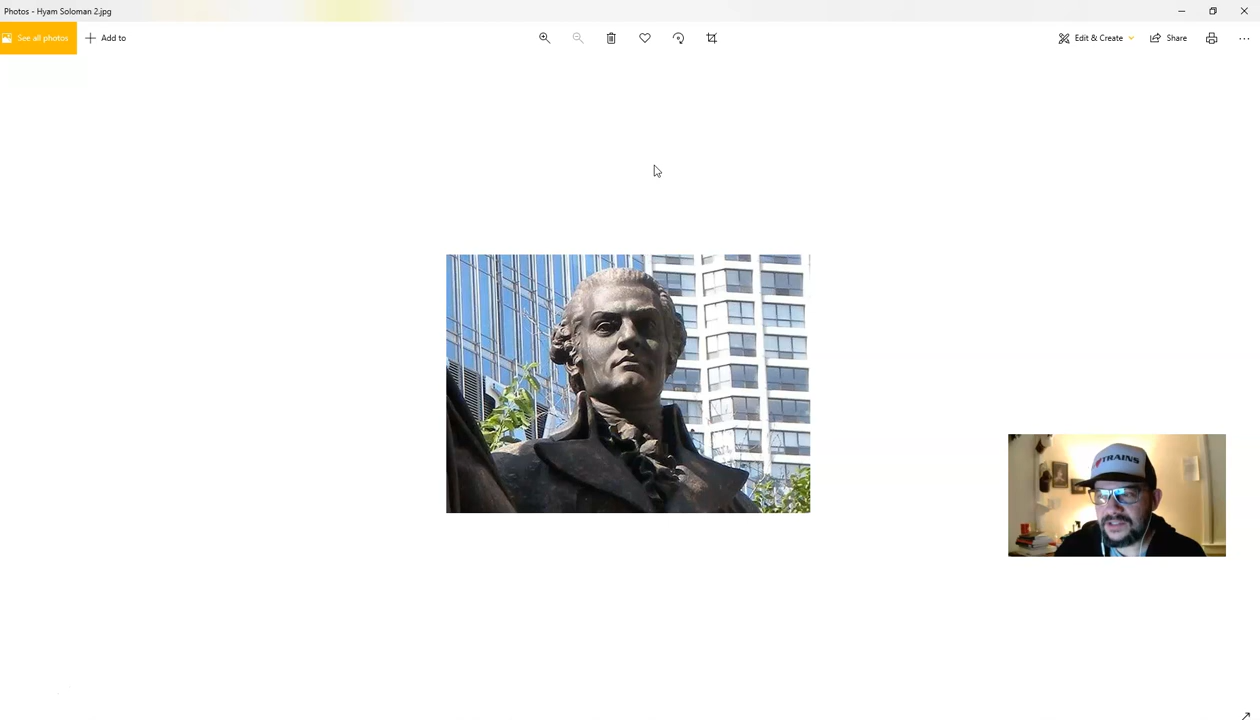 Photos - Hyam Soloman 2.jpg
See all photos
Add to
Edit & Create
Share
TRAINS